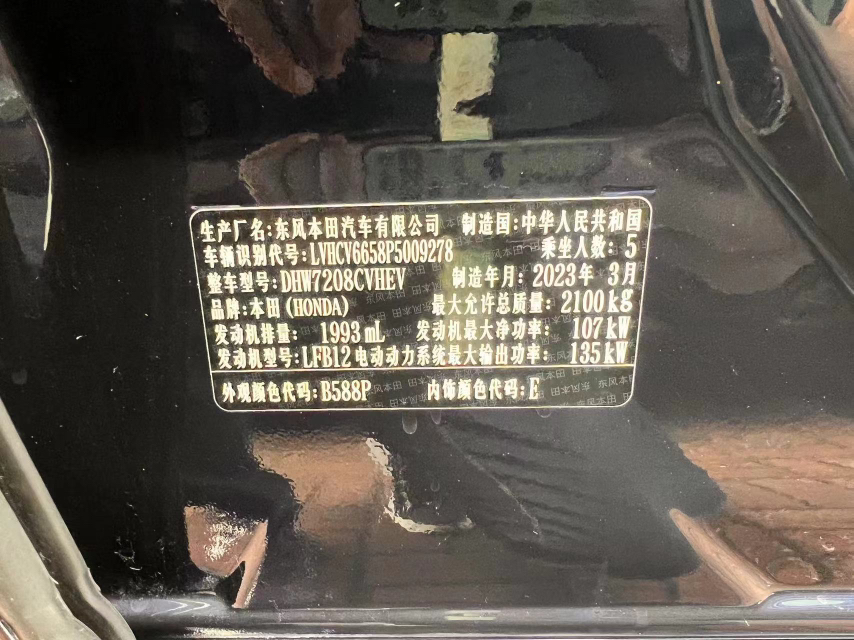 生产厂名:东风本田汽车有限公司 制造国:中华人民共和国
车辆识别代号:LVHCV6658P5009278 乘坐人数:5
整车型号:DHW7208CVHEV 制造年月:2023年 3月
品牌:本田(HONDA) 最大允许总质量:2100kg
发动机排量: 1993mL 发动机最大净功率: 107kW
发动机型号:LFB12 电动动力系统最大输出功率: 135kW
外观颜色代码:B588P 内饰颜色代码:E